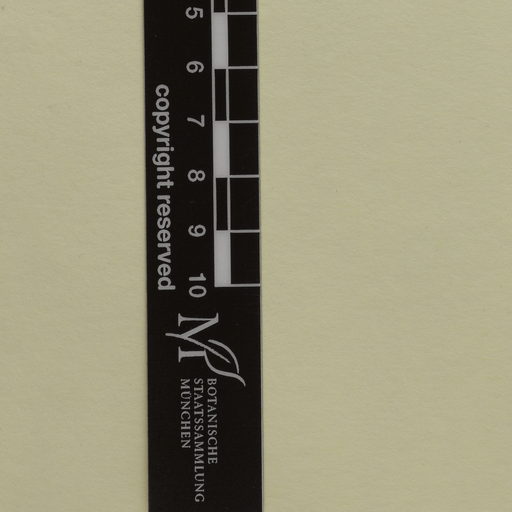 5 6 7 8 9 10
copyright reserved
M
BOTANISCHE
STAATSSAMMLUNG
MÜNCHEN